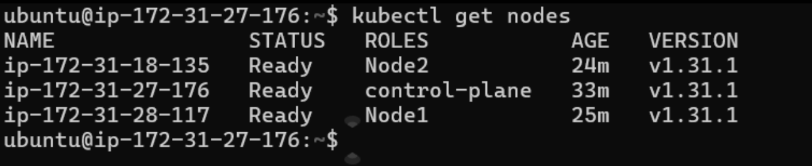 ubuntu@ip-172-31-27-176:~$ kubectl get nodes
NAME               STATUS   ROLES           AGE   VERSION
ip-172-31-18-135   Ready    Node2           24m   v1.31.1
ip-172-31-27-176   Ready    control-plane   33m   v1.31.1
ip-172-31-28-117   Ready    Node1           25m   v1.31.1
ubuntu@ip-172-31-27-176:~$